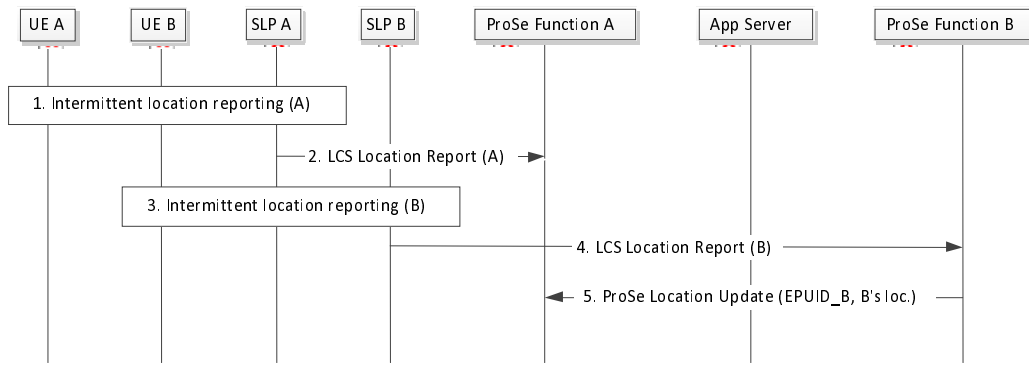 UE A
UE B
SLP A
SLP B
ProSe Function A
App Server
ProSe Function B
1. Intermittent location reporting (A)
2. LCS Location Report (A)
3. Intermittent location reporting (B)
4. LCS Location Report (B)
5. ProSe Location Update (EPUID_B, B's loc.)